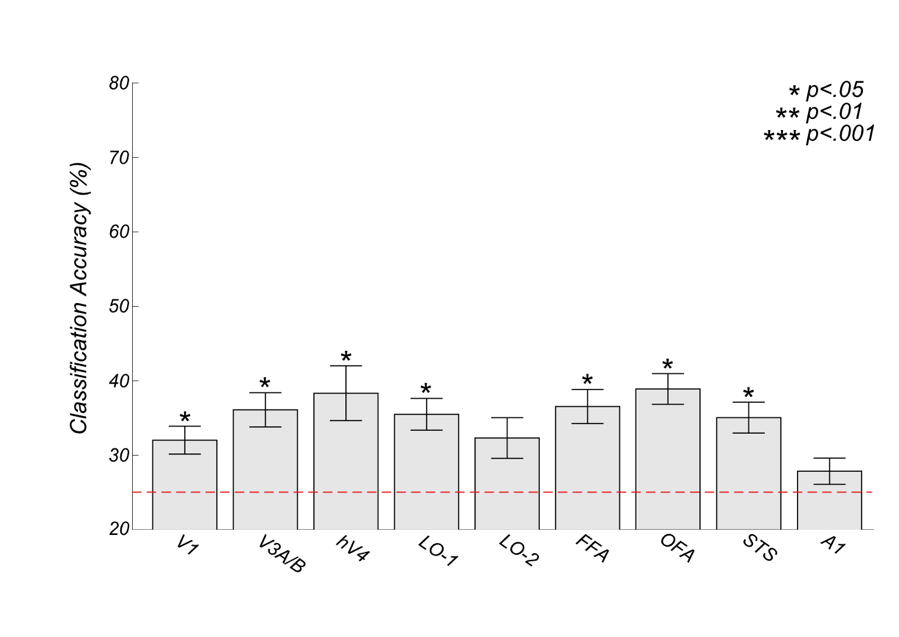 80
70
60
50
40
30
20
Classification Accuracy (%)
* p<.05
** p<.01
*** p<.001
* * * * * * *
V1 V3A/B hV4 LO-1 LO-2 FFA OFA STS A1